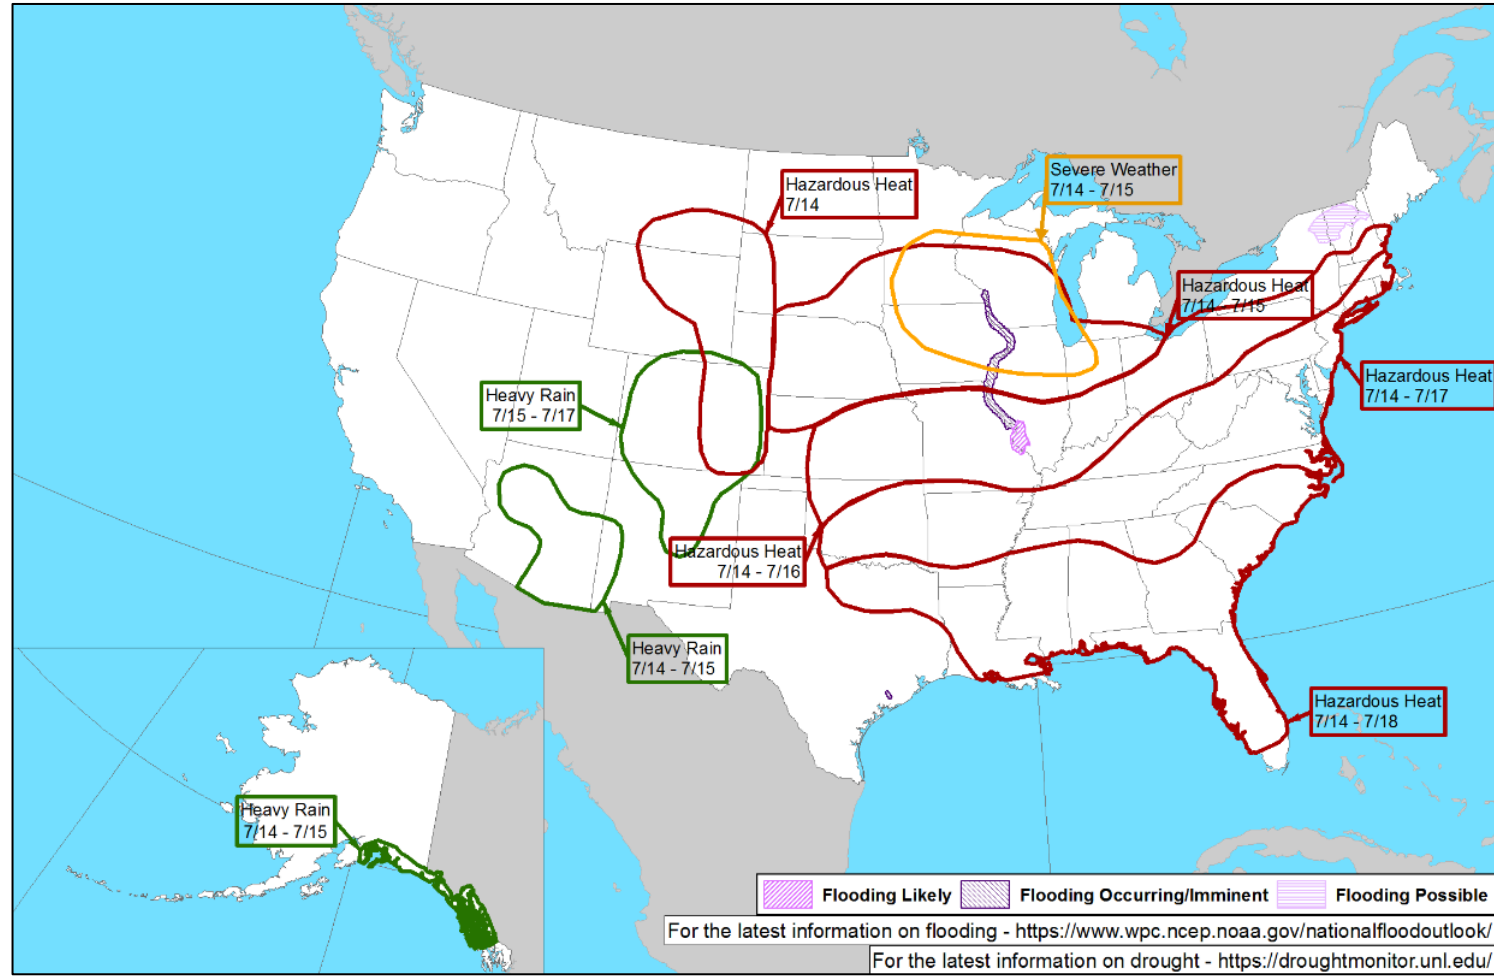 Severe Weather
7/14 - 7/15
Hazardous Heat
7/14
Hazardous Heat
7/14 - 7/15
Hazardous Heat
7/14 - 7/17
Heavy Rain
7/15 - 7/17
Hazardous Heat
7/14 - 7/16
Heavy Rain
7/14 - 7/15
Hazardous Heat
7/14 - 7/18
Heavy Rain
7/14 - 7/15
Flooding Likely
Flooding Occurring/Imminent
Flooding Possible
For the latest information on flooding - https://www.wpc.ncep.noaa.gov/nationalfloodoutlook/
For the latest information on drought - https://droughtmonitor.unl.edu/